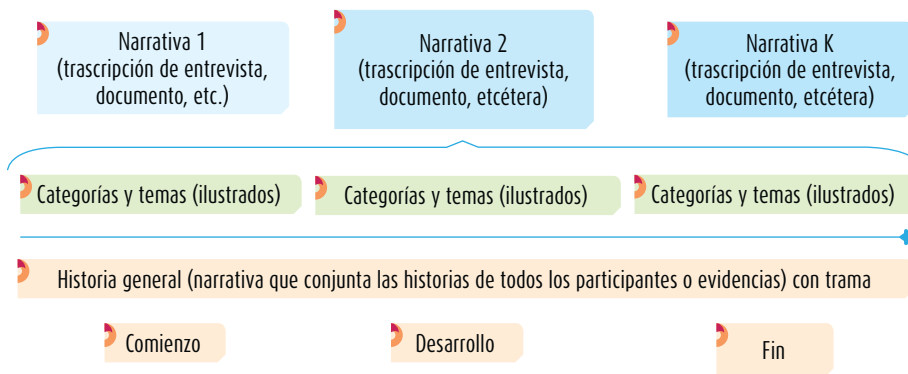 Narrativa 1
(trascripción de entrevista,
documento, etc.)
Narrativa 2
(trascripción de entrevista,
documento, etcétera)
Narrativa K
(trascripción de entrevista,
documento, etcétera)
Categorías y temas (ilustrados)
Categorías y temas (ilustrados)
Categorías y temas (ilustrados)
Historia general (narrativa que conjunta las historias de todos los participantes o evidencias) con trama
Comienzo
Desarrollo
Fin